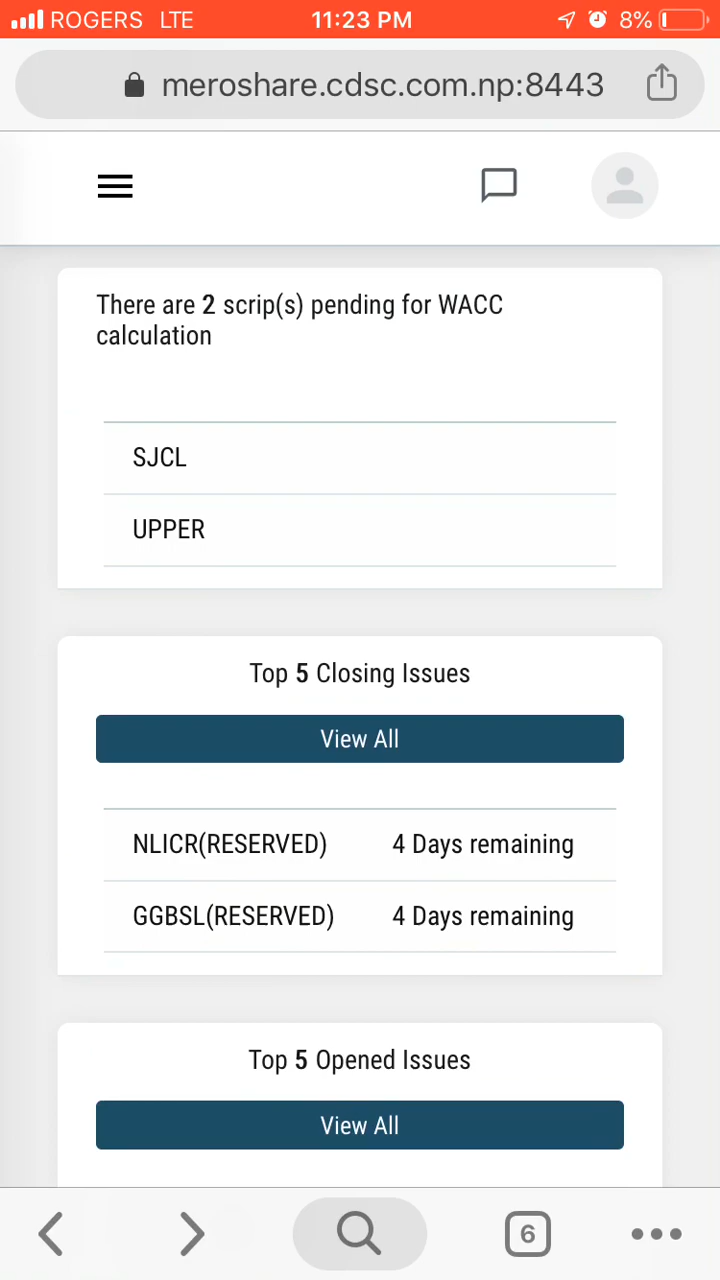 ROGERS LTE 11:23 PM 8%
meroshare.cdsc.com.np:8443
There are 2 scrip(s) pending for WACC
calculation
SJCL
UPPER
Top 5 Closing Issues
View All
NLICR(RESERVED) 4 Days remaining
GGBSL(RESERVED) 4 Days remaining
Top 5 Opened Issues
View All
6